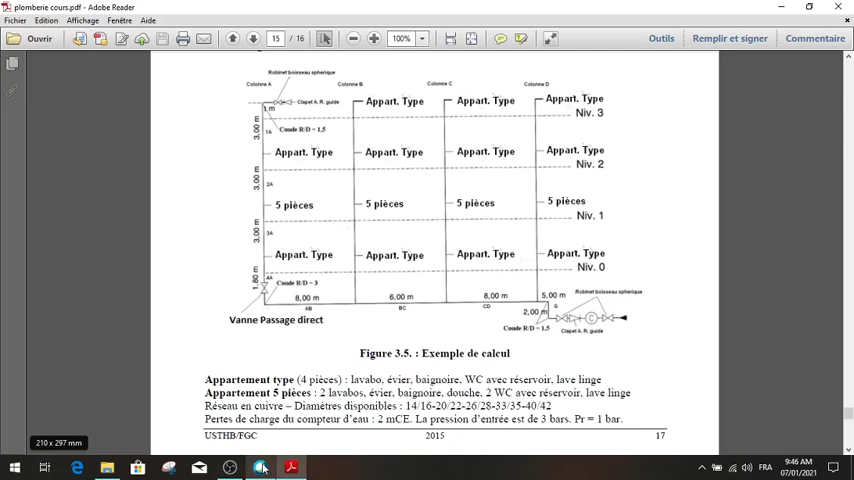 plomberie cours.pdf - Adobe Reader
Fichier Edition Affichage Fenêtre Aide
Ouvrir 15 / 16 100% Outils Remplir et signer Commentaire
Robinet boisseau spherique
Colonne A Colonne B Colonne C Colonne D
Clapet A. R. guide Appart. Type Appart. Type Appart. Type
1 m
Niv. 3
3,00 m
1A
Coude R/D = 1,5
Appart. Type Appart. Type Appart. Type Appart. Type
Niv. 2
3,00 m
2A
5 pièces 5 pièces 5 pièces 5 pièces
Niv. 1
3,00 m
3A
Appart. Type Appart. Type Appart. Type Appart. Type
Niv. 0
1,80 m
4A
Coude R/D = 3
Robinet boisseau spherique
8,00 m 6,00 m 8,00 m 5,00 m
AB BC CD G
2,00 m
C
Vanne Passage direct
Coude R/D = 1,5
Clapet A. R. guide
Figure 3.5. : Exemple de calcul
Appartement type (4 pièces) : lavabo, évier, baignoire, WC avec réservoir, lave linge
Appartement 5 pièces : 2 lavabos, évier, baignoire, douche, 2 WC avec réservoir, lave linge
Réseau en cuivre – Diamètres disponibles : 14/16-20/22-26/28-33/35-40/42
Pertes de charge du compteur d'eau : 2 mCE. La pression d'entrée est de 3 bars. Pr = 1 bar.
USTHB/FGC 2015 17
210 x 297 mm
FRA
9:46 AM
07/01/2021